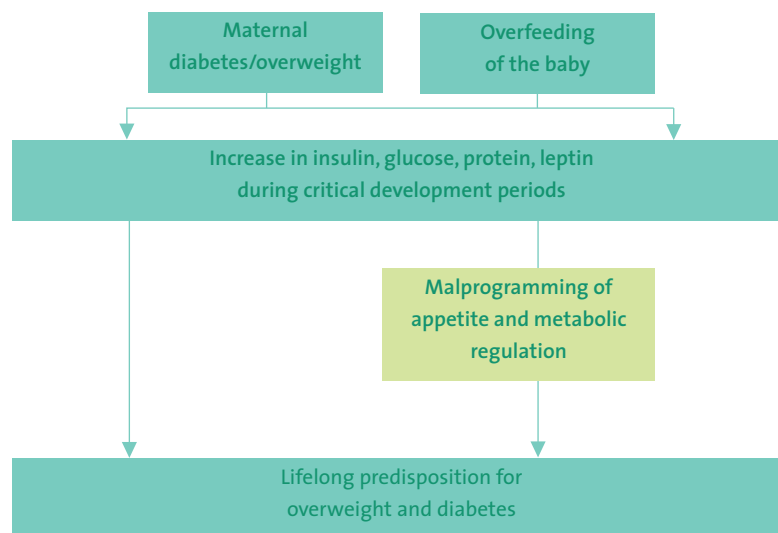 Maternal
diabetes/overweight
Overfeeding
of the baby
Increase in insulin, glucose, protein, leptin
during critical development periods
Malprogramming of
appetite and metabolic
regulation
Lifelong predisposition for
overweight and diabetes